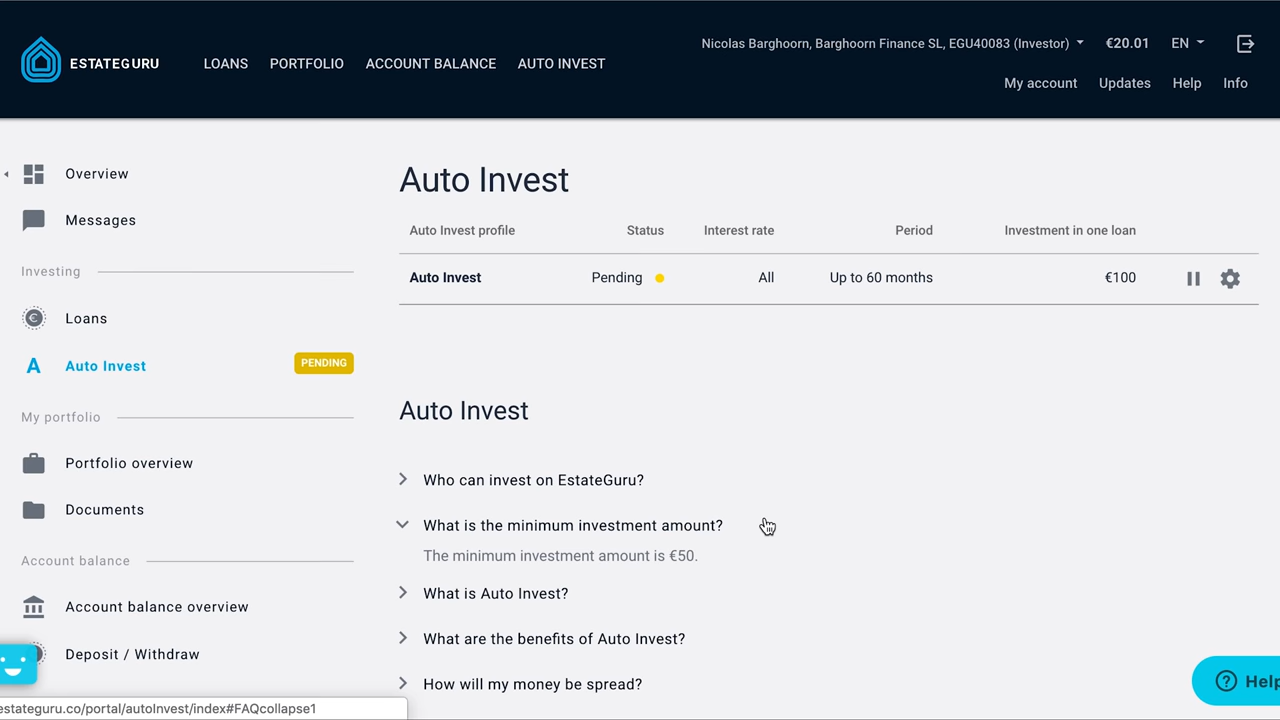 Nicolas Barghoorn, Barghoorn Finance SL, EGU40083 (Investor) €20.01 EN
ESTATEGURU LOANS PORTFOLIO ACCOUNT BALANCE AUTO INVEST
My account Updates Help Info
Overview
Messages
Investing
Loans
Auto Invest PENDING
My portfolio
Portfolio overview
Documents
Account balance
Account balance overview
Deposit / Withdraw
Auto Invest
Auto Invest profile Status Interest rate Period Investment in one loan
Auto Invest Pending All Up to 60 months €100
Auto Invest
Who can invest on EstateGuru?
What is the minimum investment amount?
The minimum investment amount is €50.
What is Auto Invest?
What are the benefits of Auto Invest?
How will my money be spread?
Help
estateguru.co/portal/autoInvest/index#FAQcollapse1